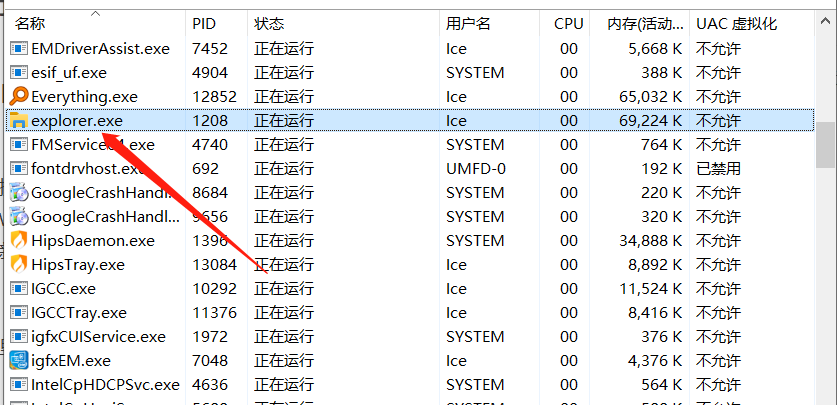 名称 PID 状态 用户名 CPU 内存(活动... UAC 虚拟化
EMDriverAssist.exe 7452 正在运行 Ice 00 5,668 K 不允许
esif_uf.exe 4904 正在运行 SYSTEM 00 388 K 不允许
Everything.exe 12852 正在运行 Ice 00 65,032 K 不允许
explorer.exe 1208 正在运行 Ice 00 69,224 K 不允许
4740 正在运行 SYSTEM 00 764 K 不允许
fontdrvhost.exe 692 正在运行 UMFD-0 00 192 K 已禁用
GoogleCrashHandl... 8684 正在运行 SYSTEM 00 220 K 不允许
GoogleCrashHandl... 9656 正在运行 SYSTEM 00 320 K 不允许
HipsDaemon.exe 1396 正在运行 SYSTEM 00 34,888 K 不允许
HipsTray.exe 13084 正在运行 Ice 00 8,892 K 不允许
IGCC.exe 10292 正在运行 Ice 00 11,524 K 不允许
IGCCTray.exe 11376 正在运行 Ice 00 8,416 K 不允许
igfxCUIService.exe 1972 正在运行 SYSTEM 00 376 K 不允许
igfxEM.exe 7048 正在运行 Ice 00 4,376 K 不允许
IntelCpHDCPSvc.exe 4636 正在运行 SYSTEM 00 564 K 不允许